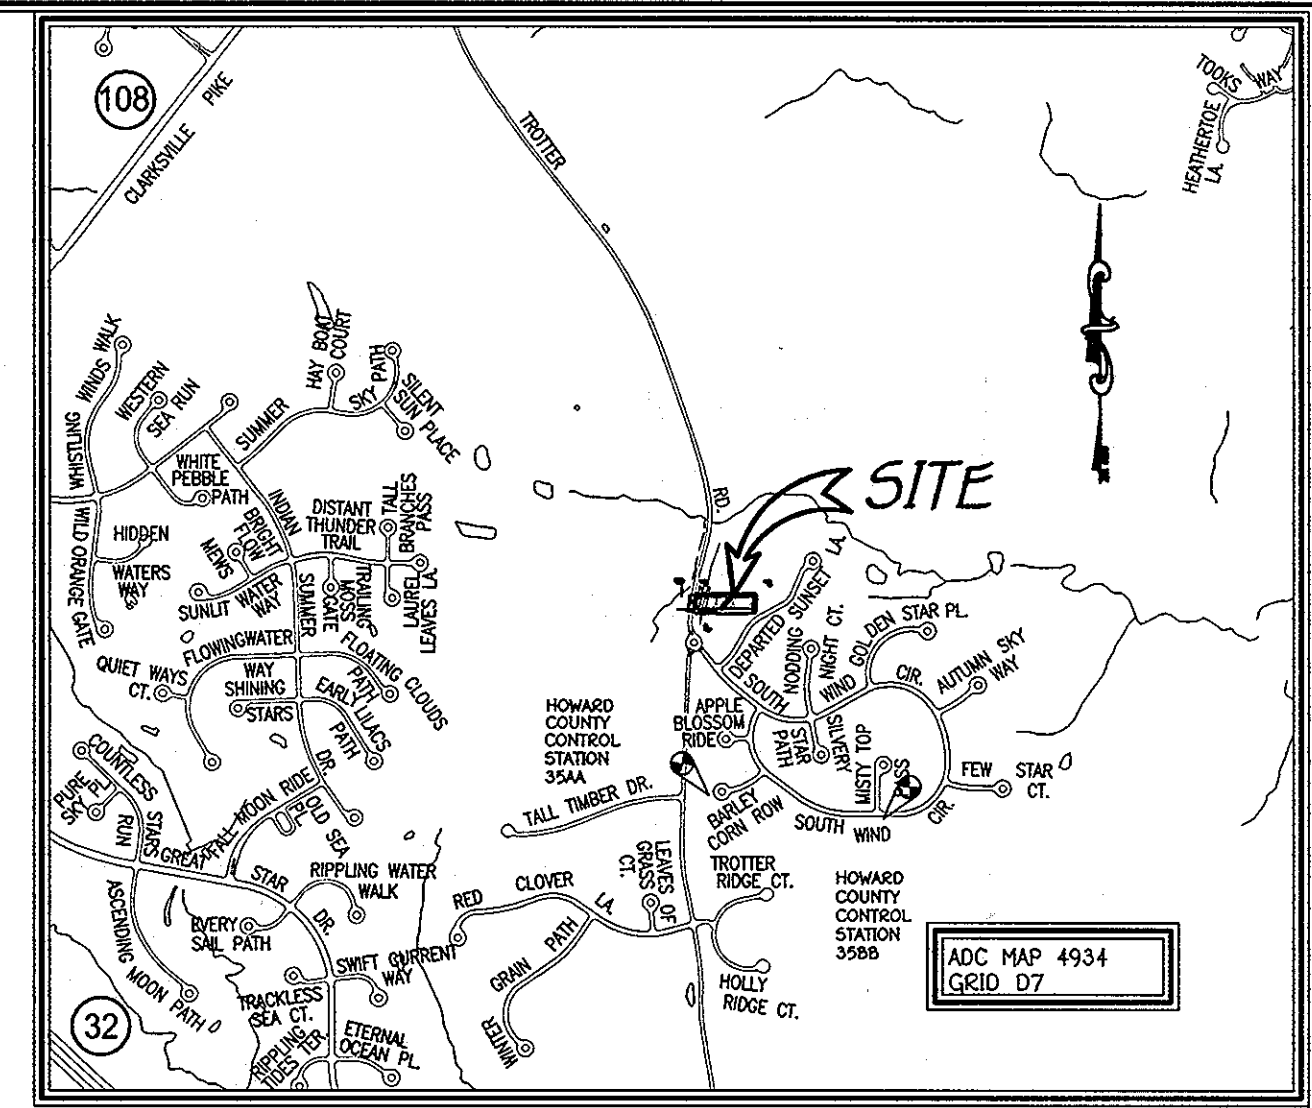 108
CLARKSVILLE PIKE
TROTTER
RD.
TOOKS WAY
HEATHERTOE
LA.
SITE
WINDS WALK
WHISTLING
WESTERN
SEA RUN
SUMMER
HAY BOAT
COURT
SKY PATH
SILENT
SUN PLACE
WHITE
PEBBLE
PATH
WILD ORANGE GATE
HIDDEN
WATERS
WAY
MEWS
BRIGHT
FLOW
INDIAN
DISTANT
THUNDER
TRAIL
TALL
BRANCHES
PASS
SUNLIT WATER
WAY
SUMMER
TRAILING
MOSS
GATE
LAUREL
LEAVES LA.
QUIET WAYS
CT.
FLOWINGWATER
WAY
SHINING
STARS
FLOATING CLOUDS
PATH
EARLY LILACS
PATH
DEPARTED SUNSET LA.
NODDING
NIGHT CT.
GOLDEN STAR PL.
AUTUMN SKY
WAY
SOUTH WIND CIR.
APPLE
BLOSSOM
RIDE
STAR
PATH
SILVERY
MISTY TOP
PASS
FEW STAR
CT.
HOWARD
COUNTY
CONTROL
STATION
35AA
TALL TIMBER DR.
BARLEY
CORN ROW
SOUTH WIND CIR.
COUNTLESS
STARS
RUN
PURE
SKY PL.
FALL MOON RIDE
DR.
OLD SEA
PL.
GREAT
STAR
DR.
RIPPLING WATER
WALK
EVERY
SAIL PATH
ASCENDING MOON PATH
SWIFT CURRENT
WAY
TRACKLESS
SEA CT.
RIPPLING
TIDES TER.
ETERNAL
OCEAN PL.
RED CLOVER LA.
LEAVES OF
GRASS
CT.
TROTTER
RIDGE CT.
WINTER GRAIN PATH
HOLLY
RIDGE CT.
HOWARD
COUNTY
CONTROL
STATION
35BB
ADC MAP 4934
GRID D7
32